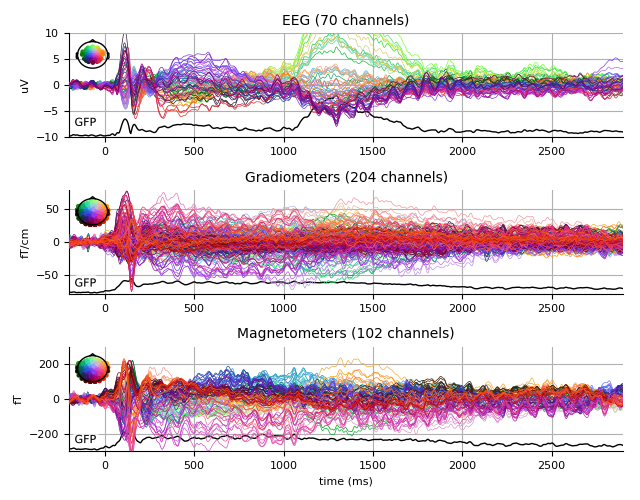 EEG (70 channels)
10
5
0
−5
−10
uV
GFP
0 500 1000 1500 2000 2500
Gradiometers (204 channels)
50
0
−50
fT/cm
GFP
0 500 1000 1500 2000 2500
Magnetometers (102 channels)
200
0
−200
fT
GFP
0 500 1000 1500 2000 2500
time (ms)